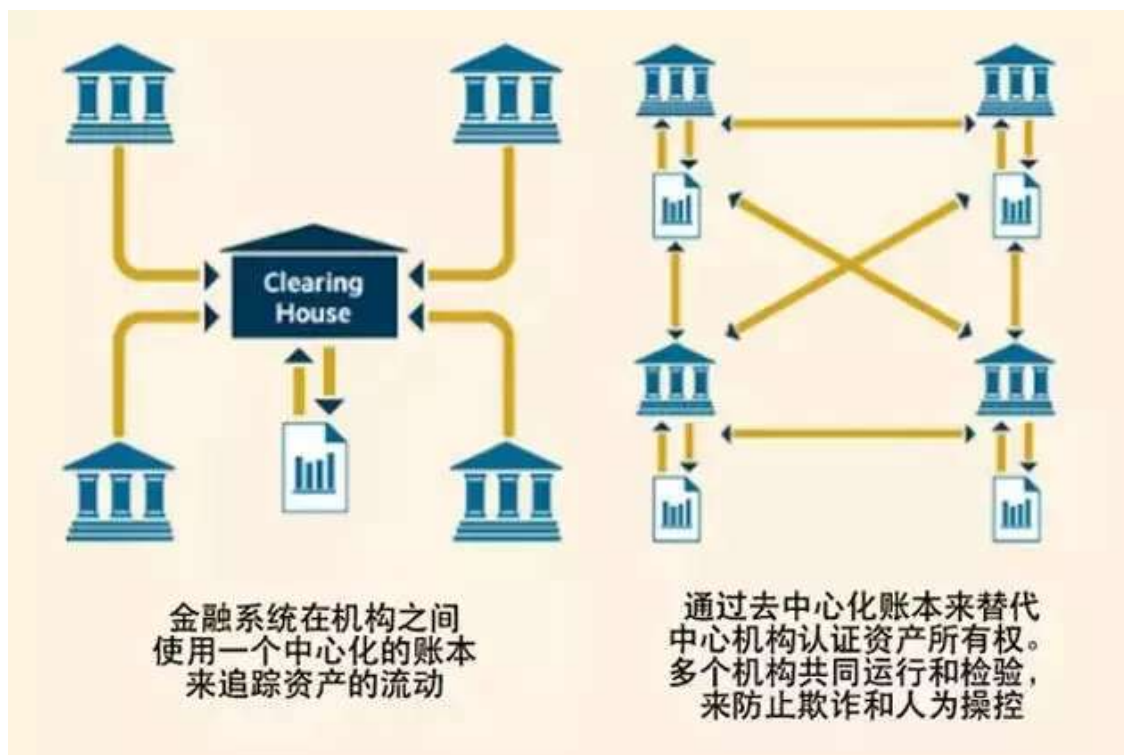 Clearing
House
金融系统在机构之间
使用一个中心化的账本
来追踪资产的流动
通过去中心化账本来替代
中心机构认证资产所有权。
多个机构共同运行和检验，
来防止欺诈和人为操控